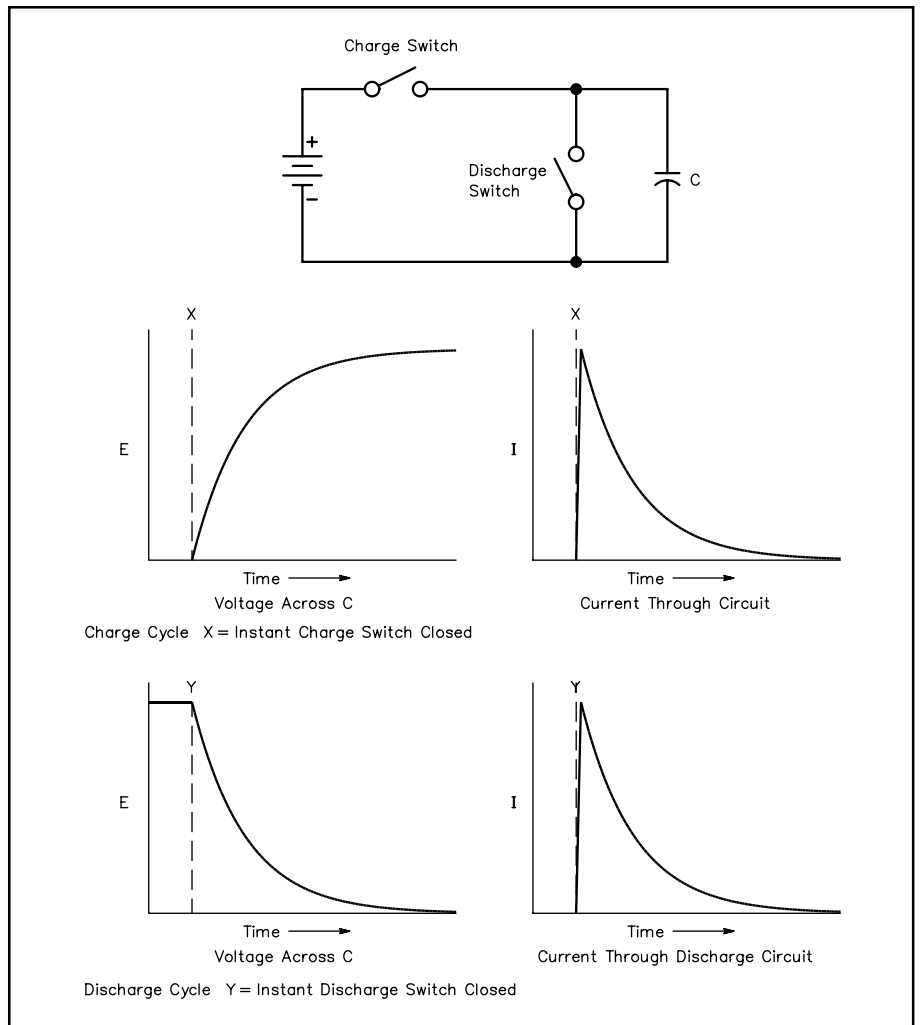 Charge Switch
+
Discharge
Switch
C
−
X
X
E
I
Time
Time
Voltage Across C
Current Through Circuit
Charge Cycle X = Instant Charge Switch Closed
Y
Y
E
I
Time
Time
Voltage Across C
Current Through Discharge Circuit
Discharge Cycle Y = Instant Discharge Switch Closed